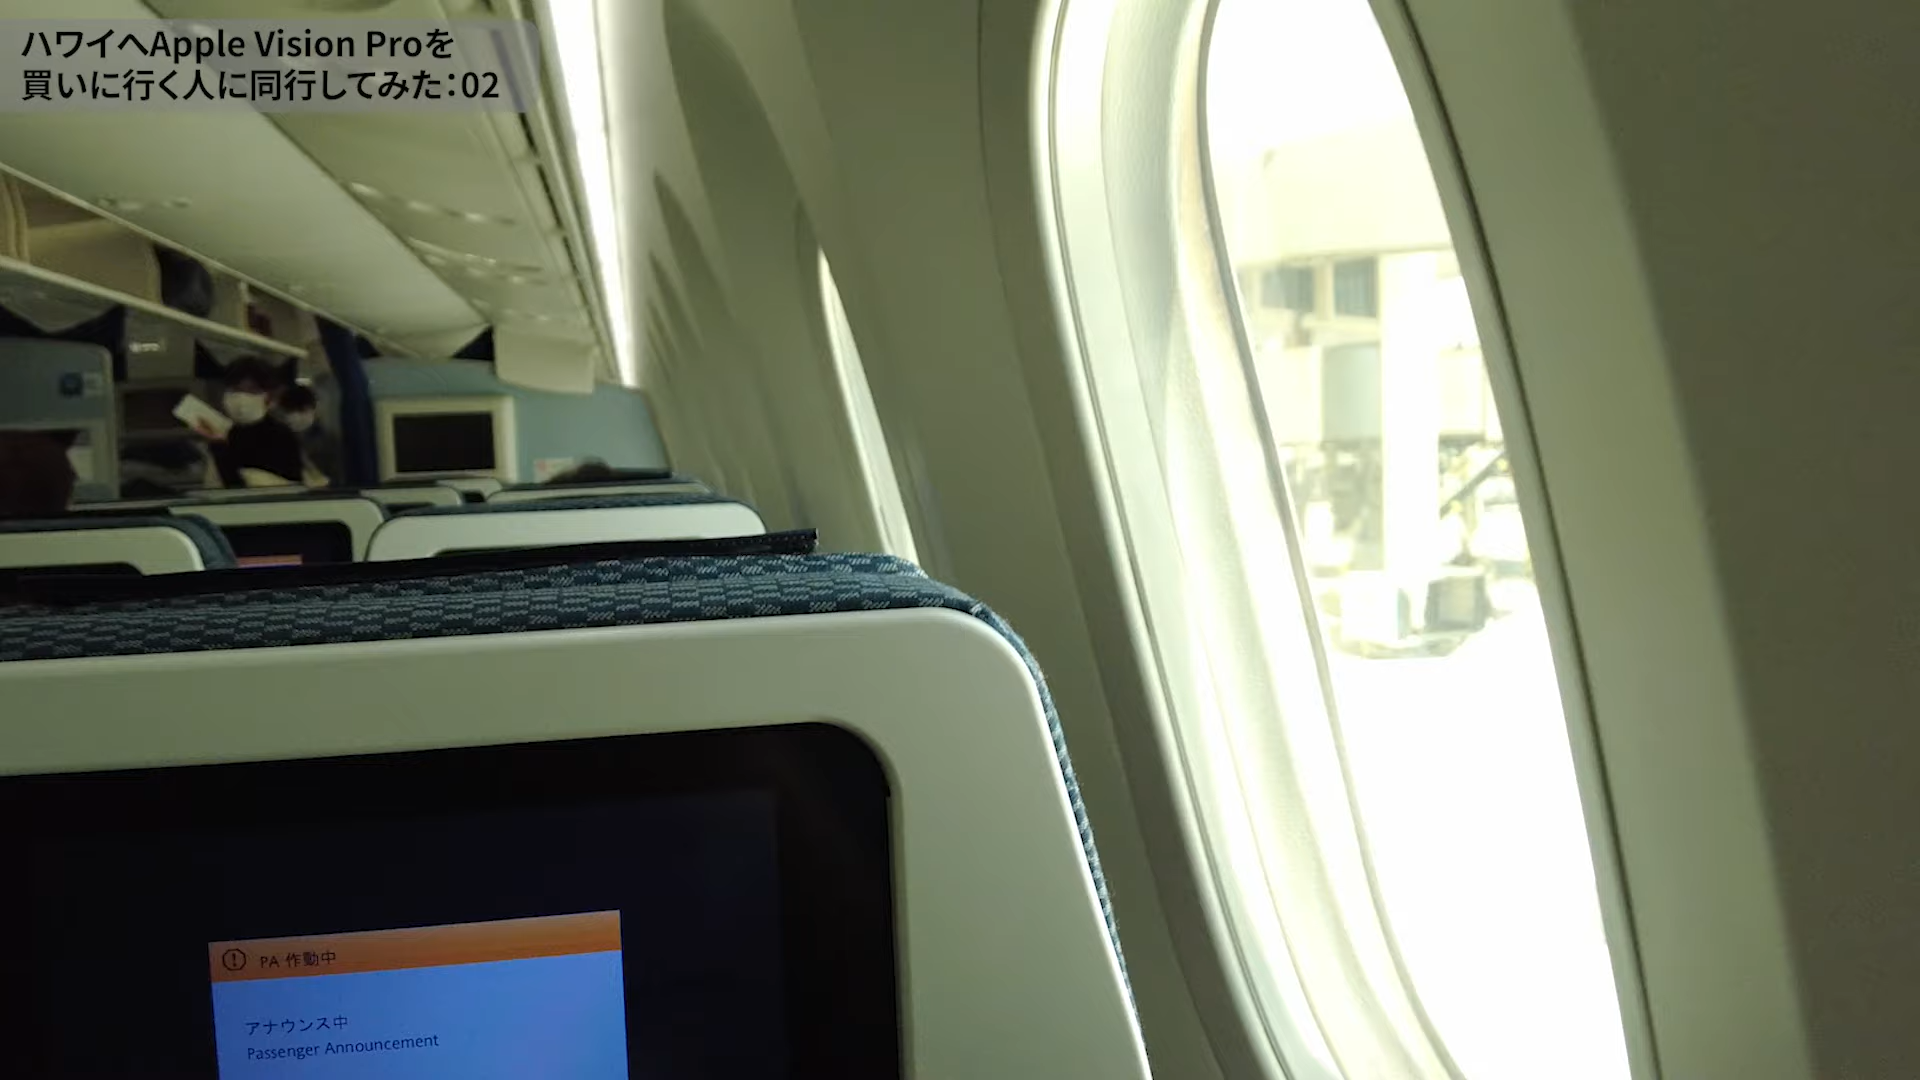 ハワイへApple Vision Proを
買いに行く人に同行してみた：02
PA 作動中
アナウンス中
Passenger Announcement